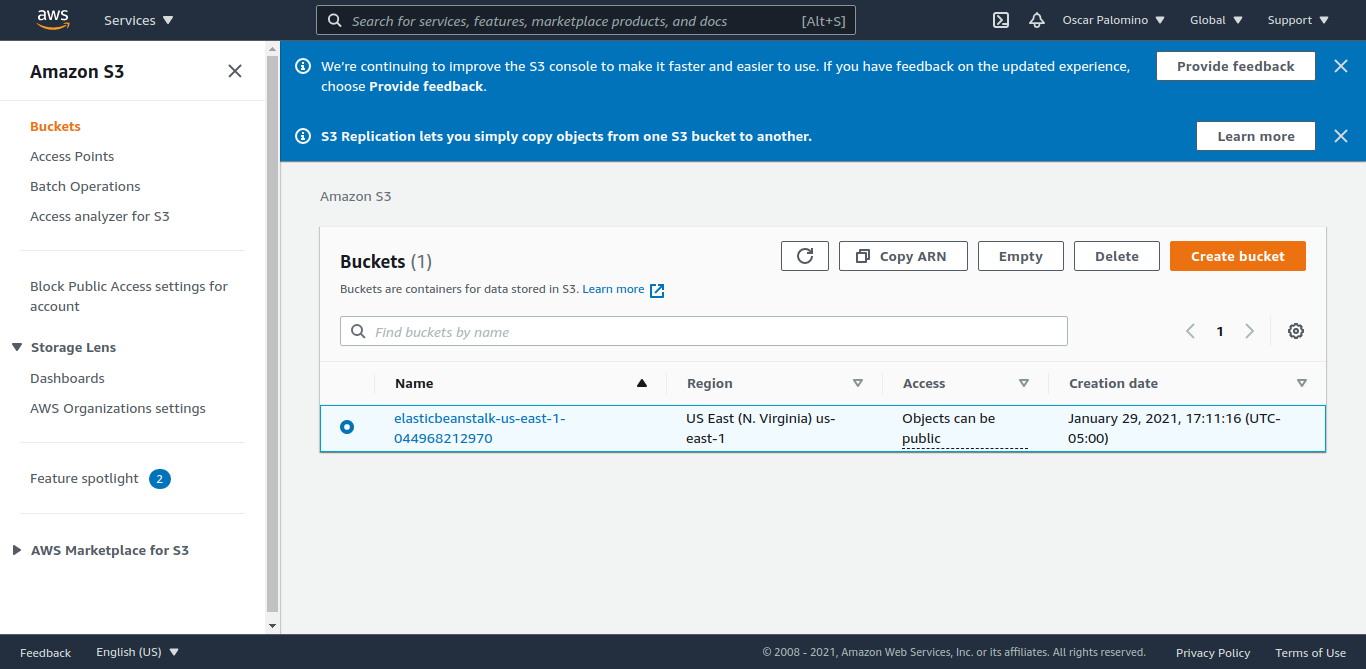 aws
Services
Search for services, features, marketplace products, and docs
[Alt+S]
Oscar Palomino
Global
Support
Amazon S3
Buckets
Access Points
Batch Operations
Access analyzer for S3
Block Public Access settings for
account
Storage Lens
Dashboards
AWS Organizations settings
Feature spotlight 2
AWS Marketplace for S3
We're continuing to improve the S3 console to make it faster and easier to use. If you have feedback on the updated experience,
choose Provide feedback.
Provide feedback
S3 Replication lets you simply copy objects from one S3 bucket to another.
Learn more
Amazon S3
Buckets (1)
Copy ARN
Empty
Delete
Create bucket
Buckets are containers for data stored in S3. Learn more
Find buckets by name
1
Name
Region
Access
Creation date
elasticbeanstalk-us-east-1-
044968212970
US East (N. Virginia) us-
east-1
Objects can be
public
January 29, 2021, 17:11:16 (UTC-
05:00)
Feedback
English (US)
© 2008 - 2021, Amazon Web Services, Inc. or its affiliates. All rights reserved.
Privacy Policy
Terms of Use